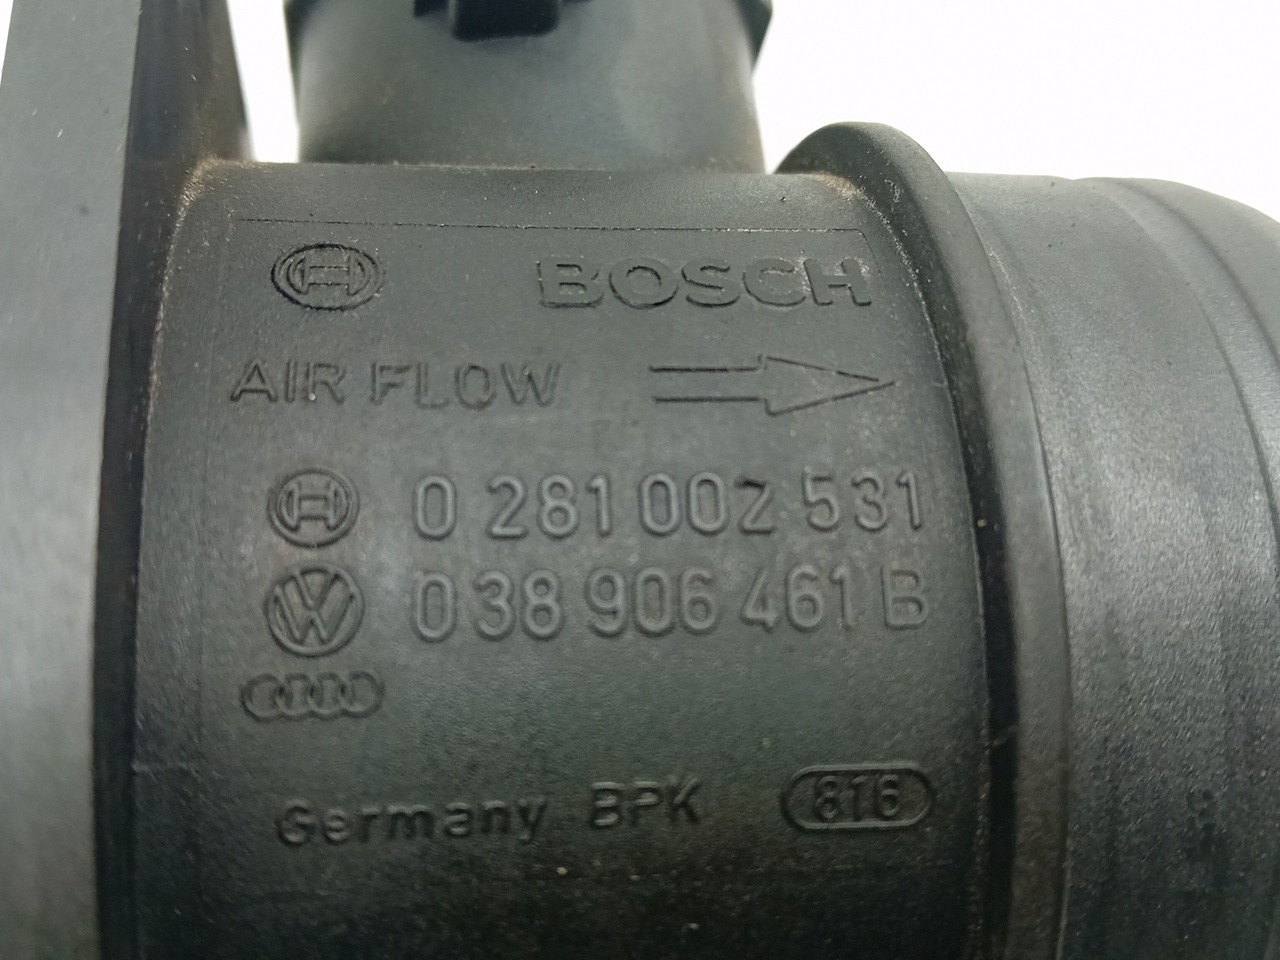 BOSCH
AIR FLOW
0 281 002 531
038 906 461 B
Germany BPK 816